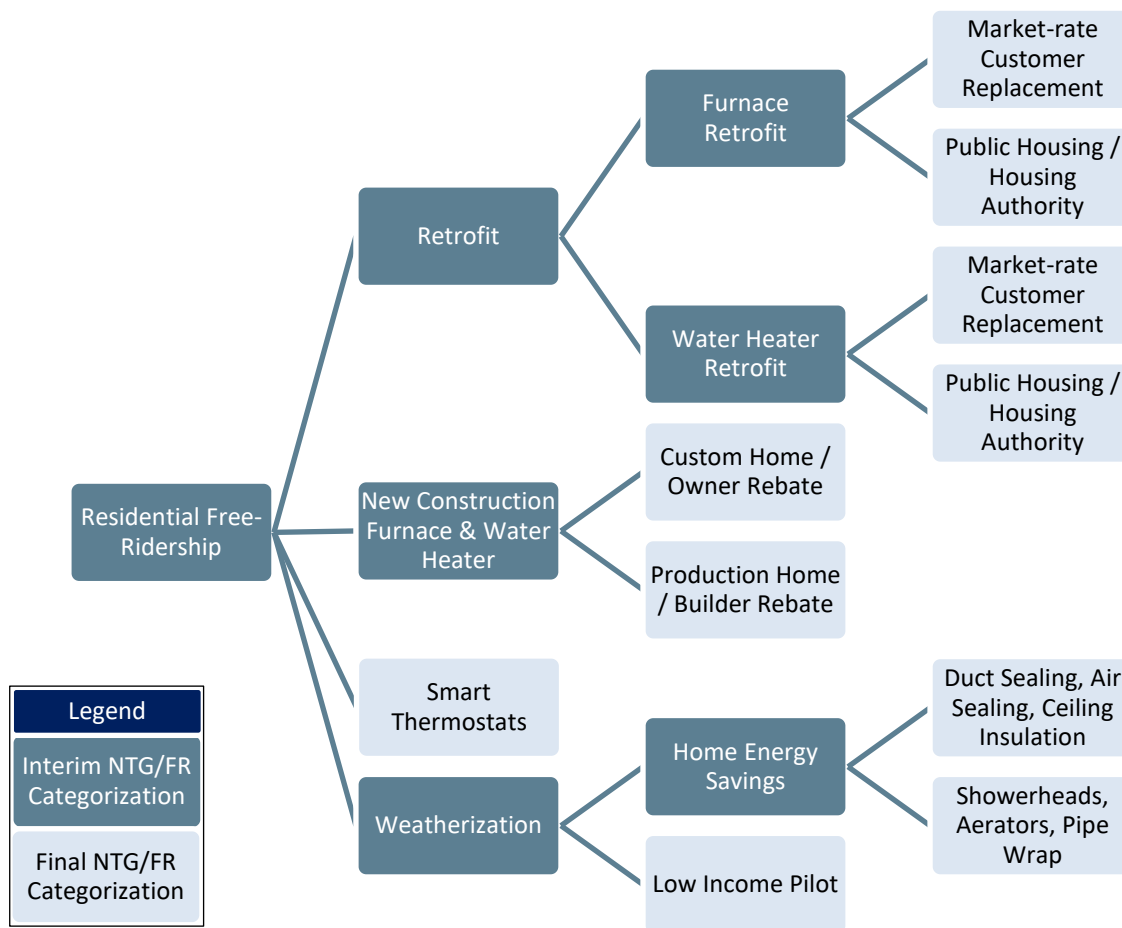 Market-rate
Customer
Replacement
Furnace
Retrofit
Public Housing /
Housing
Authority
Retrofit
Market-rate
Customer
Replacement
Water Heater
Retrofit
Public Housing /
Housing
Authority
Custom Home /
Owner Rebate
Residential Free-
Ridership
New Construction
Furnace & Water
Heater
Production Home
/ Builder Rebate
Smart
Thermostats
Duct Sealing, Air
Sealing, Ceiling
Insulation
Home Energy
Savings
Weatherization
Showerheads,
Aerators, Pipe
Wrap
Low Income Pilot
Legend
Interim NTG/FR
Categorization
Final NTG/FR
Categorization